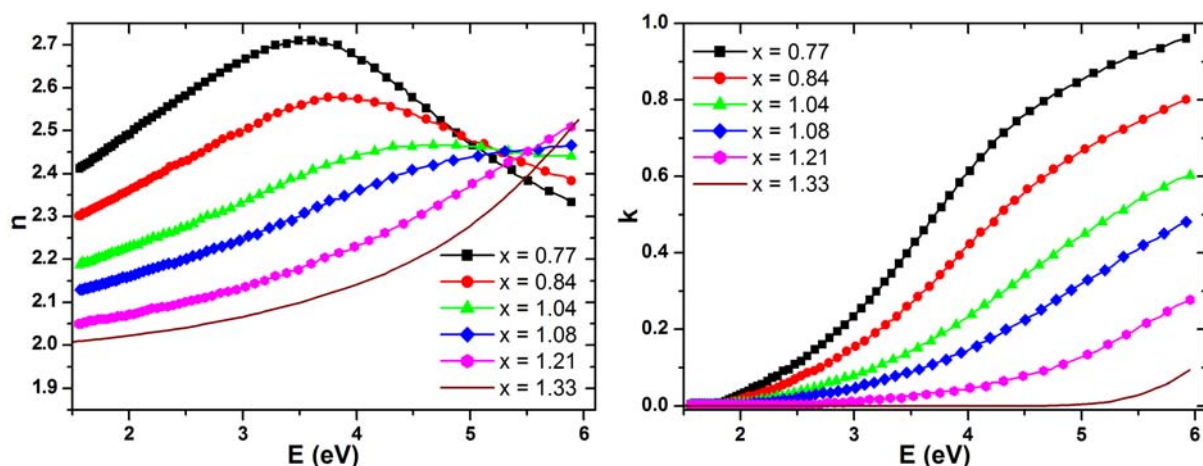 2.7
2.6
2.5
2.4
2.3
2.2
2.1
2.0
1.9
n
2 3 4 5 6
E (eV)
x = 0.77
x = 0.84
x = 1.04
x = 1.08
x = 1.21
x = 1.33
1.0
0.8
0.6
0.4
0.2
0.0
k
2 3 4 5 6
E (eV)
x = 0.77
x = 0.84
x = 1.04
x = 1.08
x = 1.21
x = 1.33